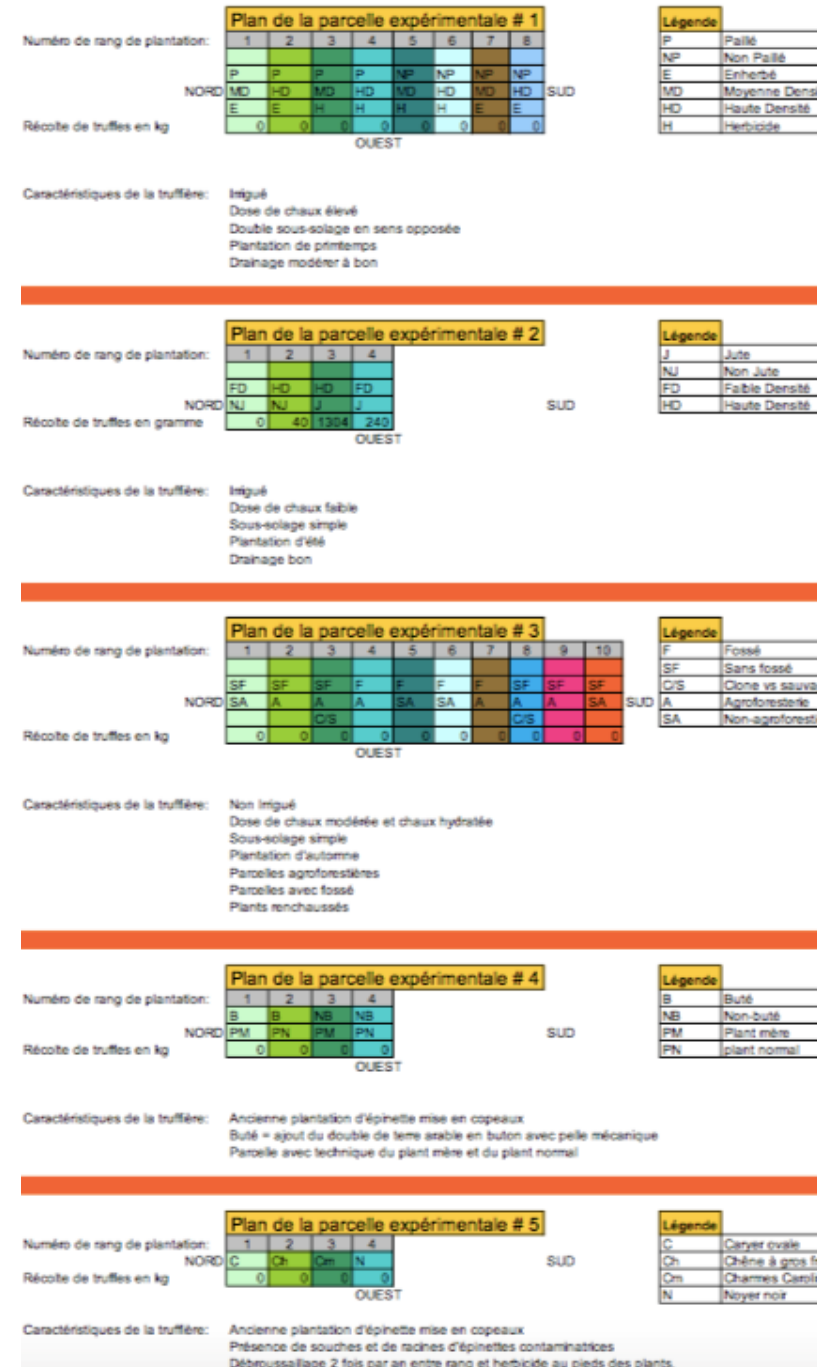 Plan de la parcelle expérimentale # 1 Légende
Numéro de rang de plantation: 1 2 3 4 5 6 7 8 P Paillé
NP Non Paillé
P P P P NP NP NP NP E Enherbé
NORD MD HD MD HD MD HD MD HD SUD MD Moyenne Densi
E E H H H H E E HD Haute Densité
Récolte de truffes en kg 0 0 0 0 0 0 0 0 H Herbicide
OUEST
Caractéristiques de la truffière: Irrigué
Dose de chaux élevé
Double sous-solage en sens opposée
Plantation de printemps
Drainage modérer à bon
Plan de la parcelle expérimentale # 2 Légende
Numéro de rang de plantation: 1 2 3 4 J Jute
NJ Non Jute
FD HD HD FD FD Faible Densité
NORD NJ NJ J J SUD HD Haute Densité
Récolte de truffes en gramme 0 40 1304 240
OUEST
Caractéristiques de la truffière: Irrigué
Dose de chaux faible
Sous-solage simple
Plantation d'été
Drainage bon
Plan de la parcelle expérimentale # 3 Légende
Numéro de rang de plantation: 1 2 3 4 5 6 7 8 9 10 F Fossé
SF Sans fossé
SF SF SF F F F F SF SF SF C/S Clone vs sauva
NORD SA A A A SA SA A A A SA SUD A Agroforesterie
C/S C/S SA Non-agroforesti
Récolte de truffes en kg 0 0 0 0 0 0 0 0 0 0
OUEST
Caractéristiques de la truffière: Non Irrigué
Dose de chaux modérée et chaux hydratée
Sous-solage simple
Plantation d'automne
Parcelles agroforestières
Parcelles avec fossé
Plants renchaussés
Plan de la parcelle expérimentale # 4 Légende
Numéro de rang de plantation: 1 2 3 4 B Buté
B B NB NB NB Non-buté
NORD PM PN PM PN SUD PM Plant mère
Récolte de truffes en kg 0 0 0 0 PN plant normal
OUEST
Caractéristiques de la truffière: Ancienne plantation d'épinette mise en copeaux
Buté = ajout du double de terre arable en buton avec pelle mécanique
Parcelle avec technique du plant mère et du plant normal
Plan de la parcelle expérimentale # 5 Légende
Numéro de rang de plantation: 1 2 3 4 C Caryer ovale
NORD C Ch Cm N SUD Ch Chêne à gros fr
Récolte de truffes en kg 0 0 0 0 Cm Charmes Caroli
OUEST N Noyer noir
Caractéristiques de la truffière: Ancienne plantation d'épinette mise en copeaux
Présence de souches et de racines d'épinettes contaminatrices
Débroussaillage 2 fois par an entre rang et herbicide au pieds des plants.